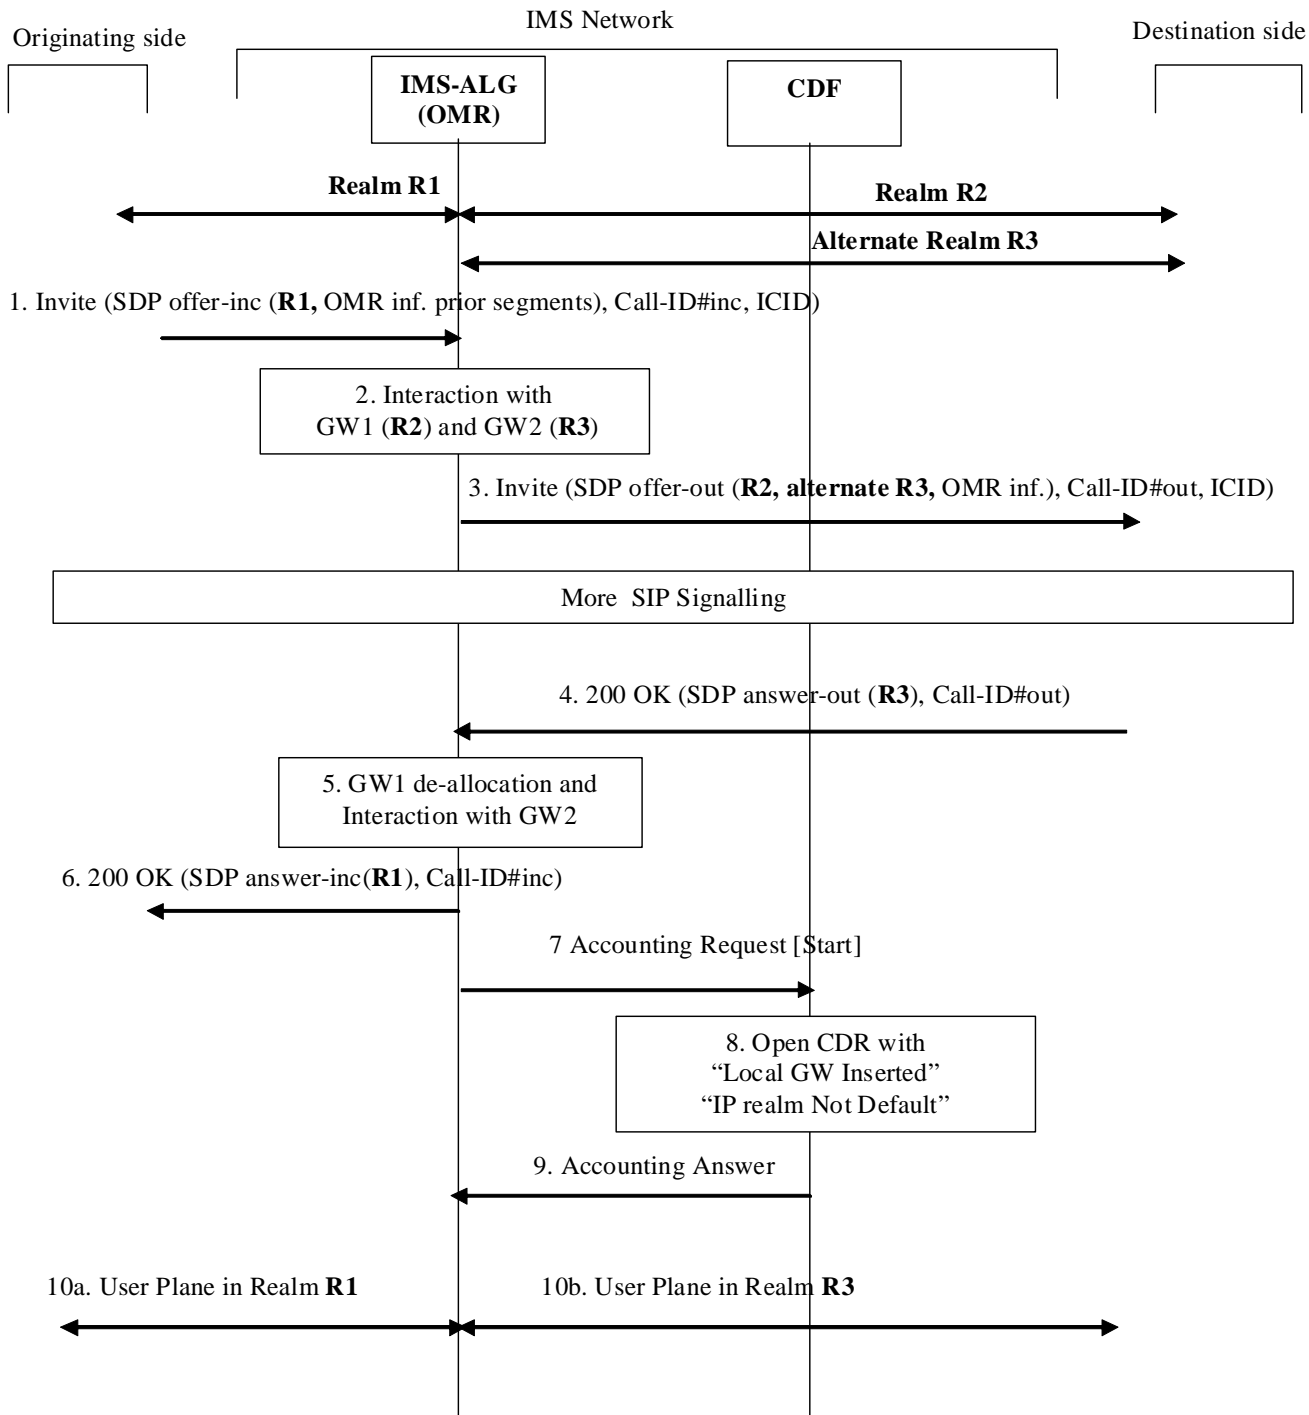 IMS Network
Originating side
Destination side
IMS-ALG
(OMR)
CDF
Realm R1
Realm R2
Alternate Realm R3
1. Invite (SDP offer-inc (R1, OMR inf. prior segments), Call-ID#inc, ICID)
2. Interaction with
GW1 (R2) and GW2 (R3)
3. Invite (SDP offer-out (R2, alternate R3, OMR inf.), Call-ID#out, ICID)
More SIP Signalling
4. 200 OK (SDP answer-out (R3), Call-ID#out)
5. GW1 de-allocation and
Interaction with GW2
6. 200 OK (SDP answer-inc(R1), Call-ID#inc)
7 Accounting Request [Start]
8. Open CDR with
“Local GW Inserted”
“IP realm Not Default”
9. Accounting Answer
10a. User Plane in Realm R1
10b. User Plane in Realm R3